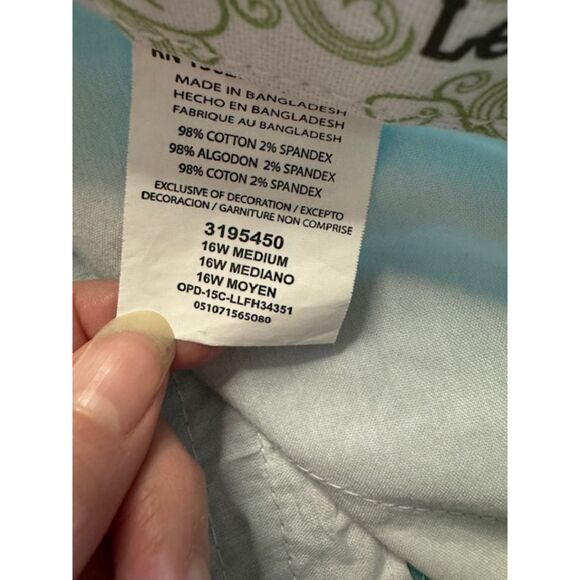 Le
RN
MADE IN BANGLADESH
HECHO EN BANGLADESH
FABRIQUE AU BANGLADESH
98% COTTON 2% SPANDEX
98% ALGODON 2% SPANDEX
98% COTON 2% SPANDEX
EXCLUSIVE OF DECORATION / EXCEPTO
DECORACION / GARNITURE NON COMPRISE
3195450
16W MEDIUM
16W MEDIANO
16W MOYEN
OPD-15C-LLFH34351
051071565080